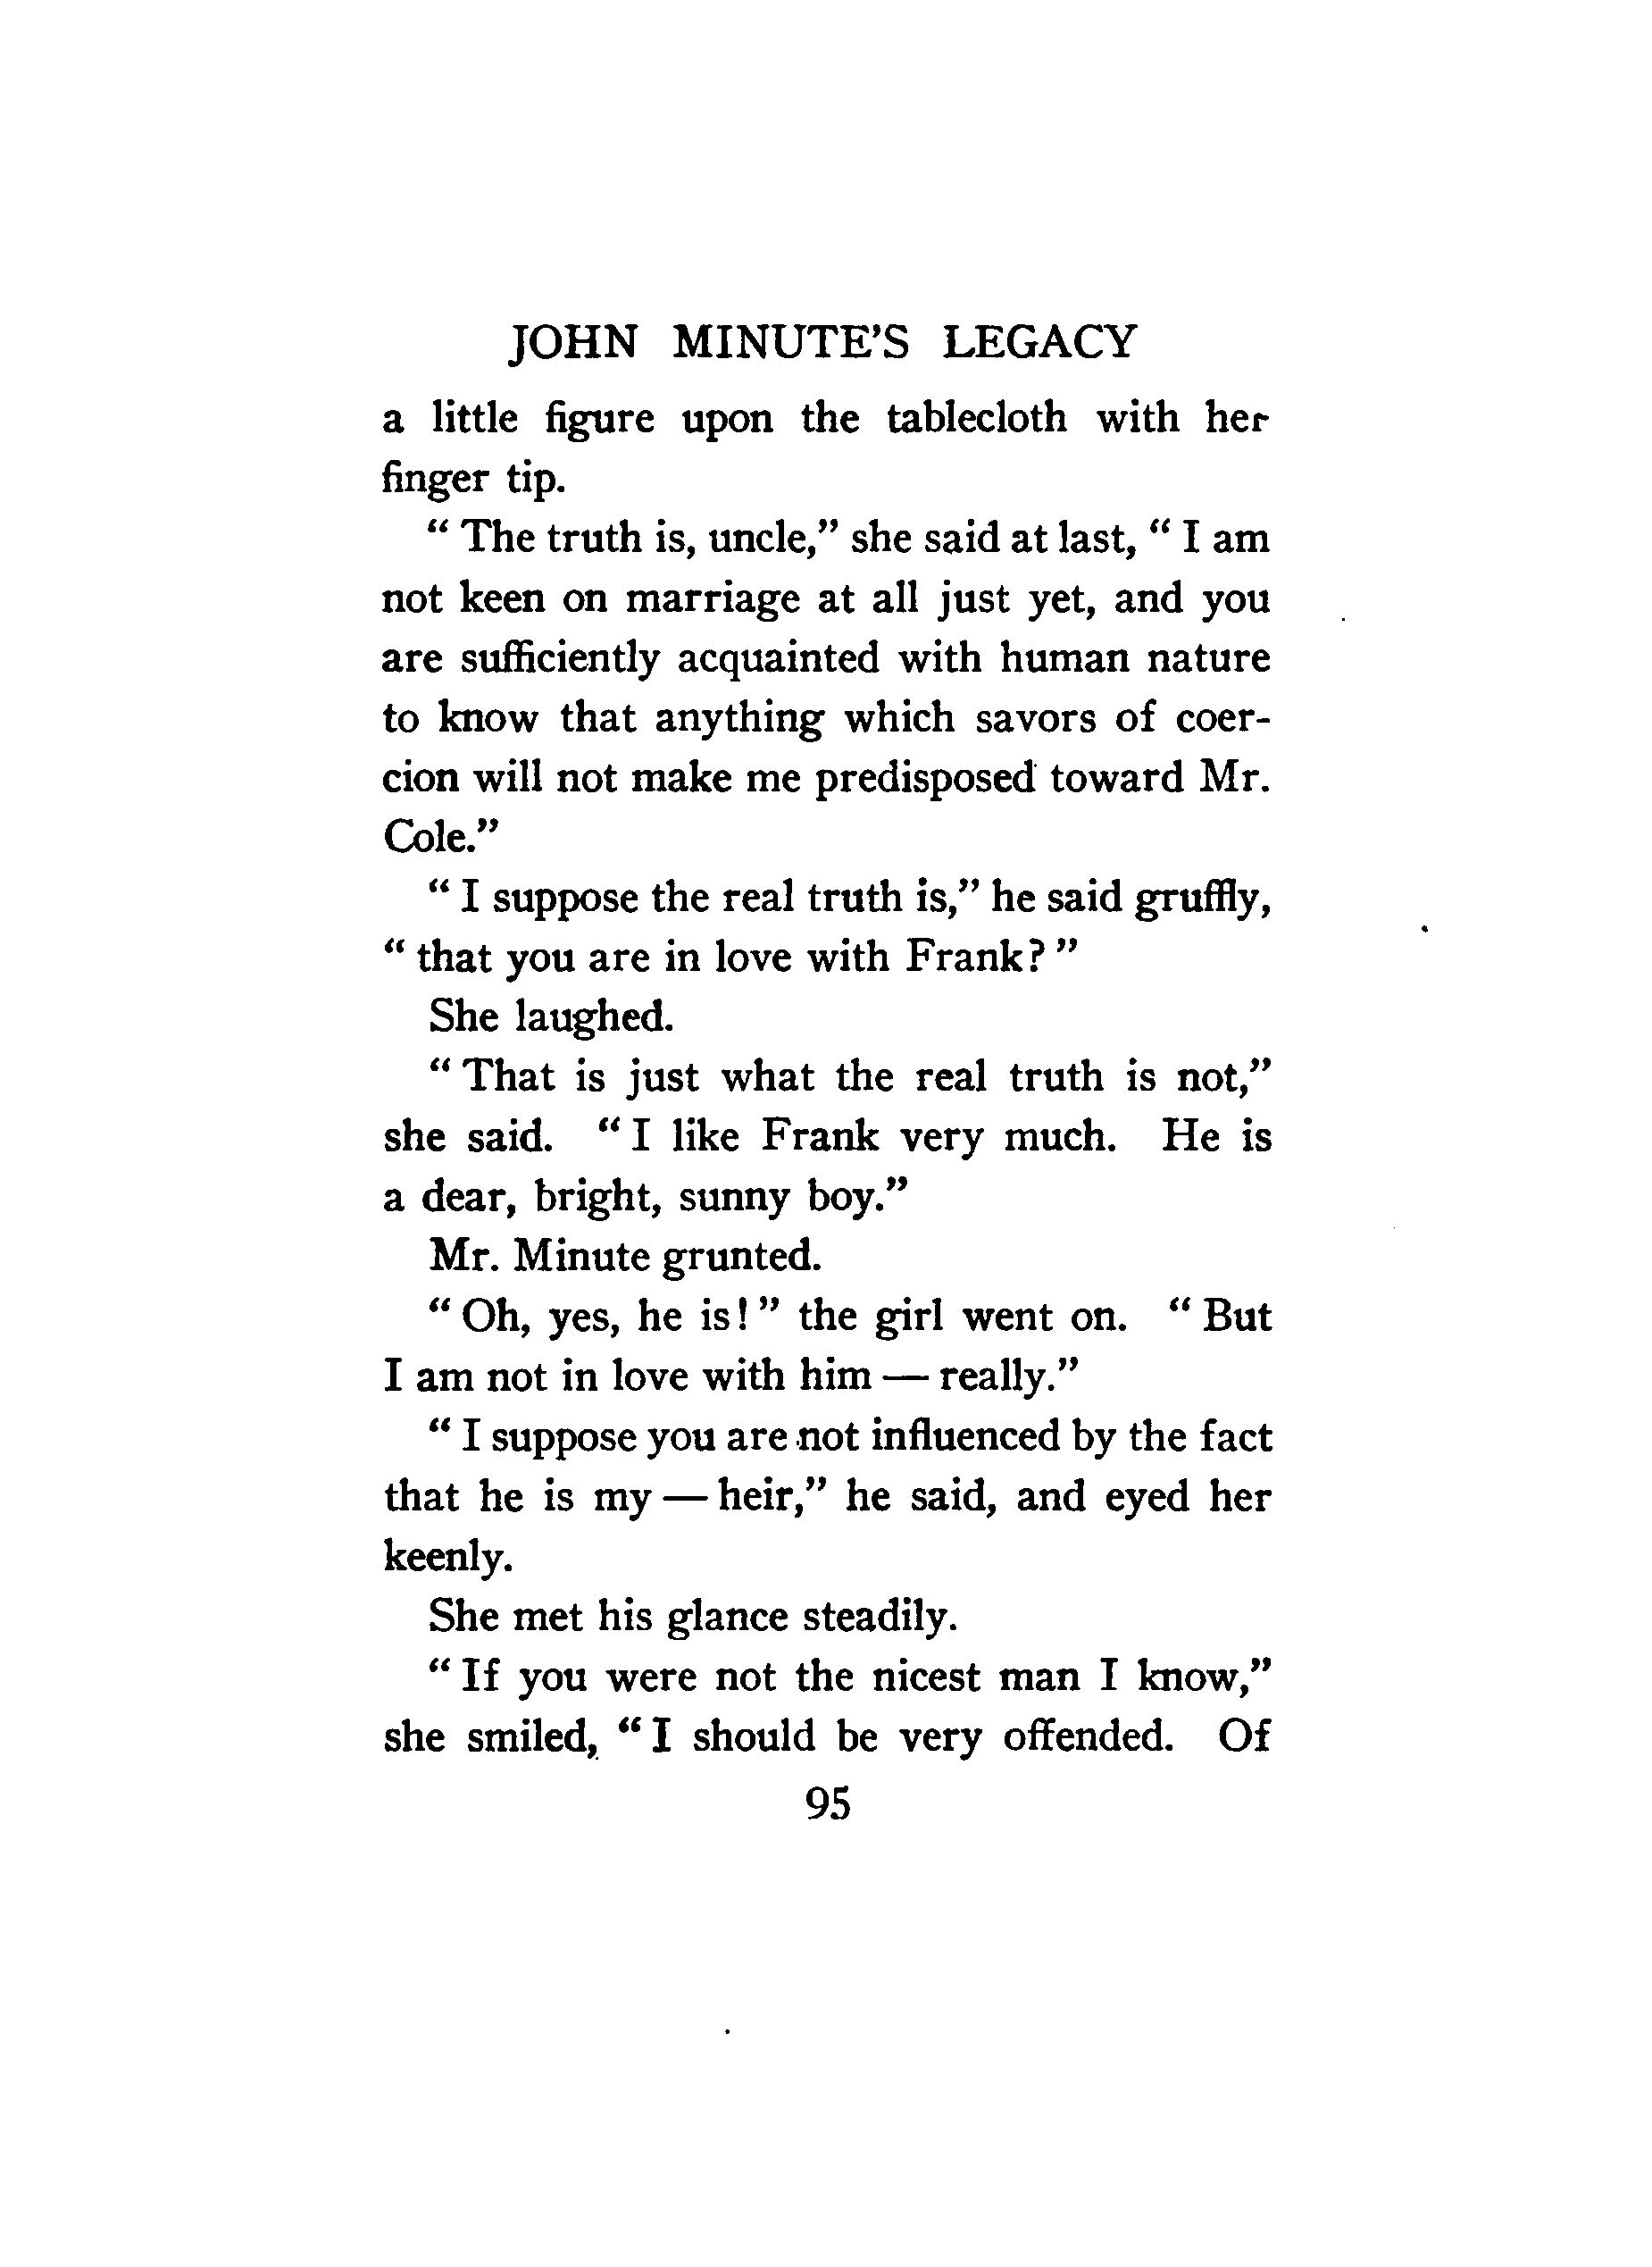 JOHN MINUTE'S LEGACY
a little figure upon the tablecloth with her
finger tip.
“ The truth is, uncle,” she said at last, “ I am
not keen on marriage at all just yet, and you
are sufficiently acquainted with human nature
to know that anything which savors of coer-
cion will not make me predisposed toward Mr.
Cole.”
“ I suppose the real truth is,” he said gruffly,
“ that you are in love with Frank? ”
She laughed.
“ That is just what the real truth is not,”
she said. “ I like Frank very much. He is
a dear, bright, sunny boy.”
Mr. Minute grunted.
“ Oh, yes, he is! ” the girl went on. “ But
I am not in love with him — really.”
“ I suppose you are not influenced by the fact
that he is my — heir,” he said, and eyed her
keenly.
She met his glance steadily.
“ If you were not the nicest man I know,”
she smiled, “ I should be very offended. Of
95